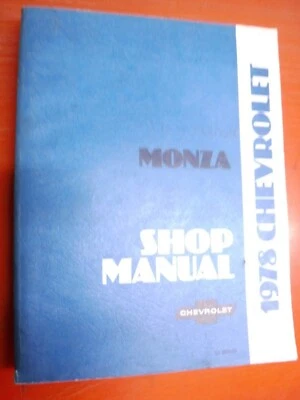 MONZA
SHOP
MANUAL
CHEVROLET
1978 CHEVROLET